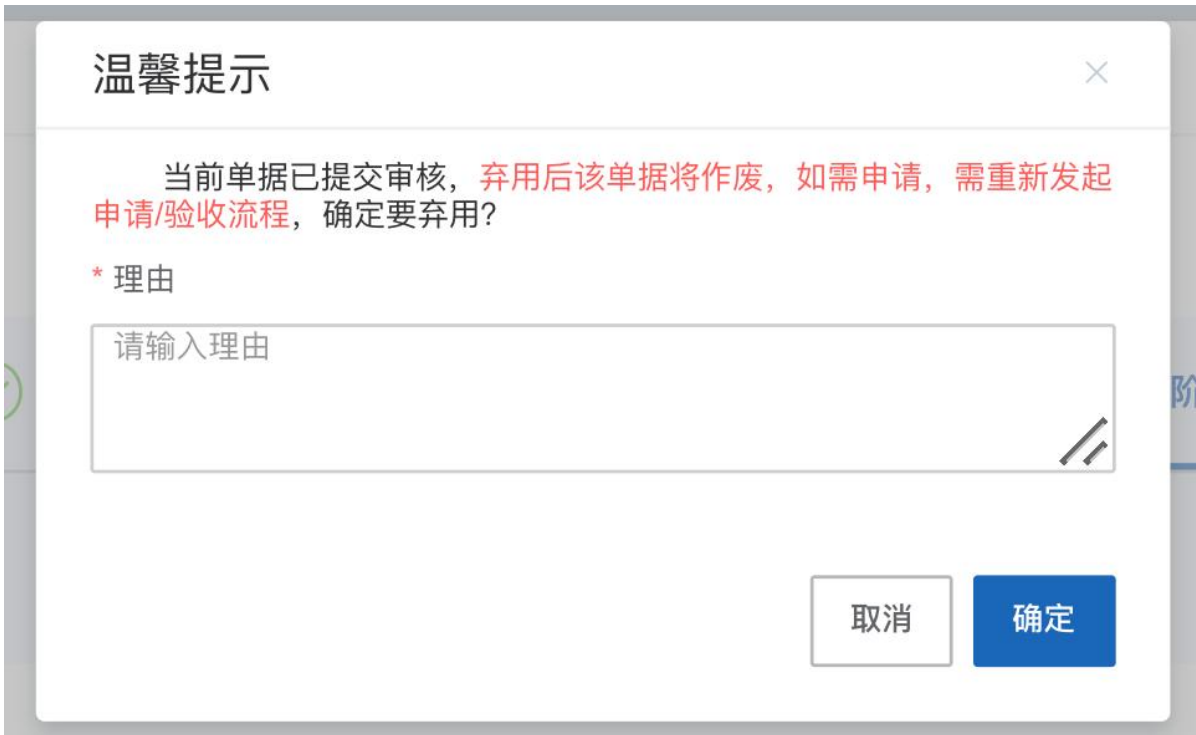 温馨提示
当前单据已提交审核，弃用后该单据将作废，如需申请，需重新发起
申请/验收流程，确定要弃用?
* 理由
请输入理由
阶
取消
确定